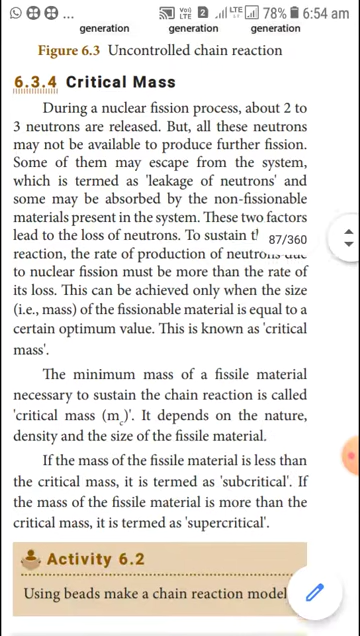 78% 6:54 am
generation generation generation
Figure 6.3 Uncontrolled chain reaction
6.3.4 Critical Mass
During a nuclear fission process, about 2 to
3 neutrons are released. But, all these neutrons
may not be available to produce further fission.
Some of them may escape from the system,
which is termed as 'leakage of neutrons' and
some may be absorbed by the non-fissionable
materials present in the system. These two factors
lead to the loss of neutrons. To sustain
87/360
reaction, the rate of production of
to nuclear fission must be more than the rate of
its loss. This can be achieved only when the size
(i.e., mass) of the fissionable material is equal to a
certain optimum value. This is known as 'critical
mass'.
The minimum mass of a fissile material
necessary to sustain the chain reaction is called
'critical mass (mc)'. It depends on the nature,
density and the size of the fissile material.
If the mass of the fissile material is less than
the critical mass, it is termed as 'subcritical'. If
the mass of the fissile material is more than the
critical mass, it is termed as 'supercritical'.
Activity 6.2
Using beads make a chain reaction model